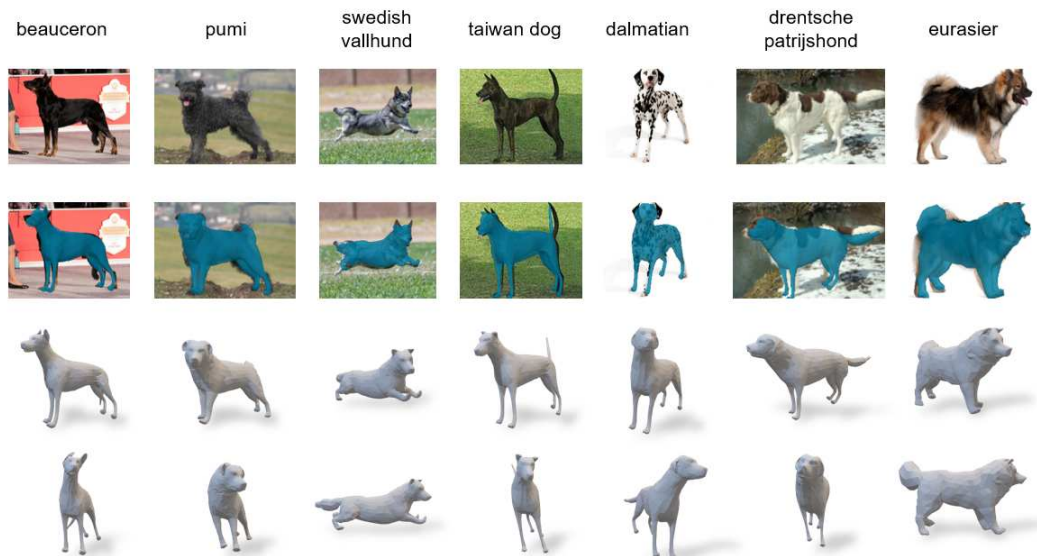 beauceron
pumi
swedish
vallhund
taiwan dog
dalmatian
drentsche
patrijshond
eurasier